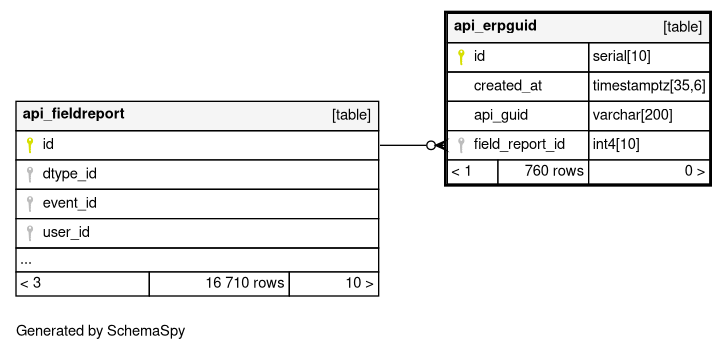 api_erpguid [table]
id serial[10]
created_at timestamptz[35,6]
api_guid varchar[200]
field_report_id int4[10]
< 1 760 rows 0 >
api_fieldreport [table]
id
dtype_id
event_id
user_id
...
< 3 16 710 rows 10 >
Generated by SchemaSpy